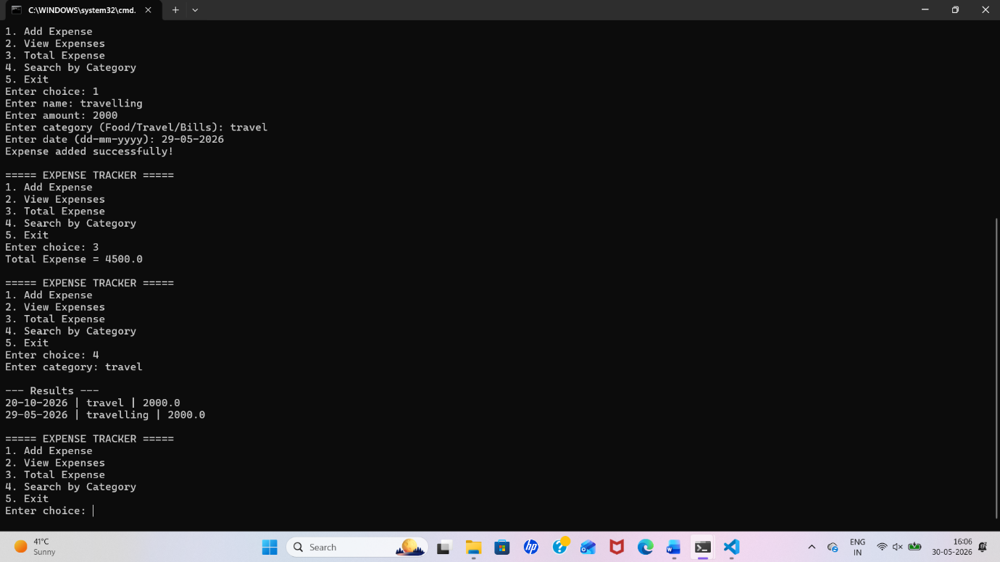 C:\WINDOWS\system32\cmd.
1. Add Expense
2. View Expenses
3. Total Expense
4. Search by Category
5. Exit
Enter choice: 1
Enter name: travelling
Enter amount: 2000
Enter category (Food/Travel/Bills): travel
Enter date (dd-mm-yyyy): 29-05-2026
Expense added successfully!
===== EXPENSE TRACKER =====
1. Add Expense
2. View Expenses
3. Total Expense
4. Search by Category
5. Exit
Enter choice: 3
Total Expense = 4500.0
===== EXPENSE TRACKER =====
1. Add Expense
2. View Expenses
3. Total Expense
4. Search by Category
5. Exit
Enter choice: 4
Enter category: travel
--- Results ---
20-10-2026 | travel | 2000.0
29-05-2026 | travelling | 2000.0
===== EXPENSE TRACKER =====
1. Add Expense
2. View Expenses
3. Total Expense
4. Search by Category
5. Exit
Enter choice:
41°C
Sunny
Search
hp
W
ENG
IN
16:06
30-05-2026